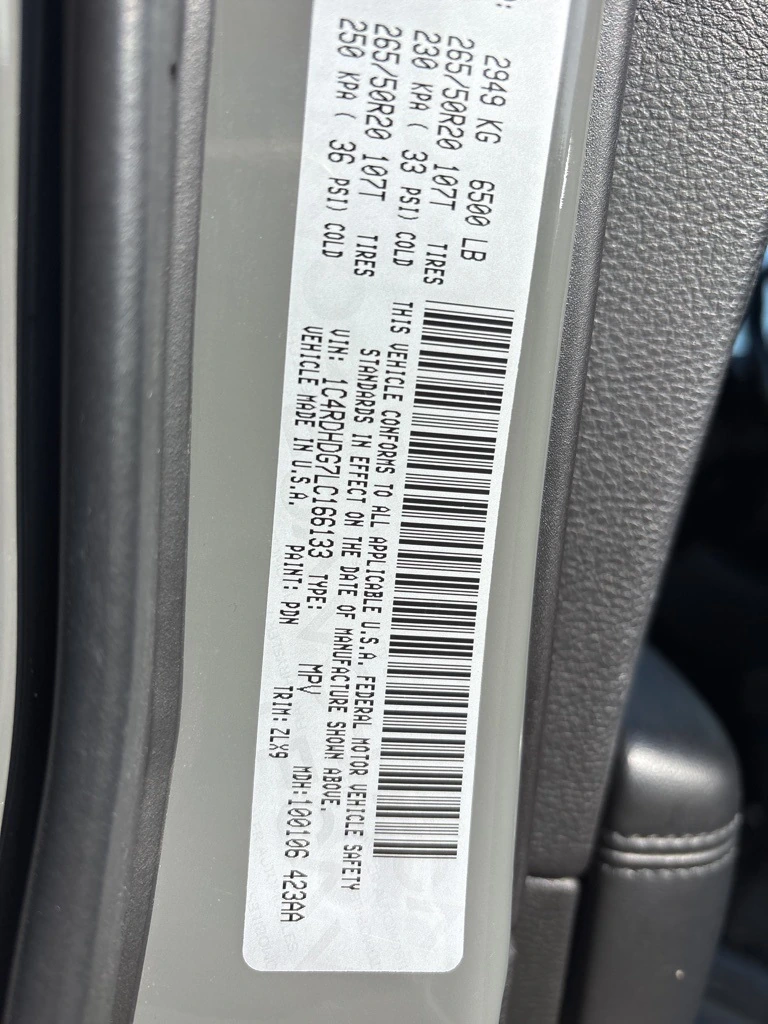 : 2949 KG 6500 LB
265/50R20 107T TIRES
230 KPA ( 33 PSI) COLD
265/50R20 107T TIRES
250 KPA ( 36 PSI) COLD
THIS VEHICLE CONFORMS TO ALL APPLICABLE U.S.A. FEDERAL MOTOR VEHICLE SAFETY
STANDARDS IN EFFECT ON THE DATE OF MANUFACTURE SHOWN ABOVE.
VIN: 1C4RDHDG7LC166133 TYPE: MPV MDH:100106 423AA
VEHICLE MADE IN U.S.A. PAINT: PDN TRIM: ZLX9